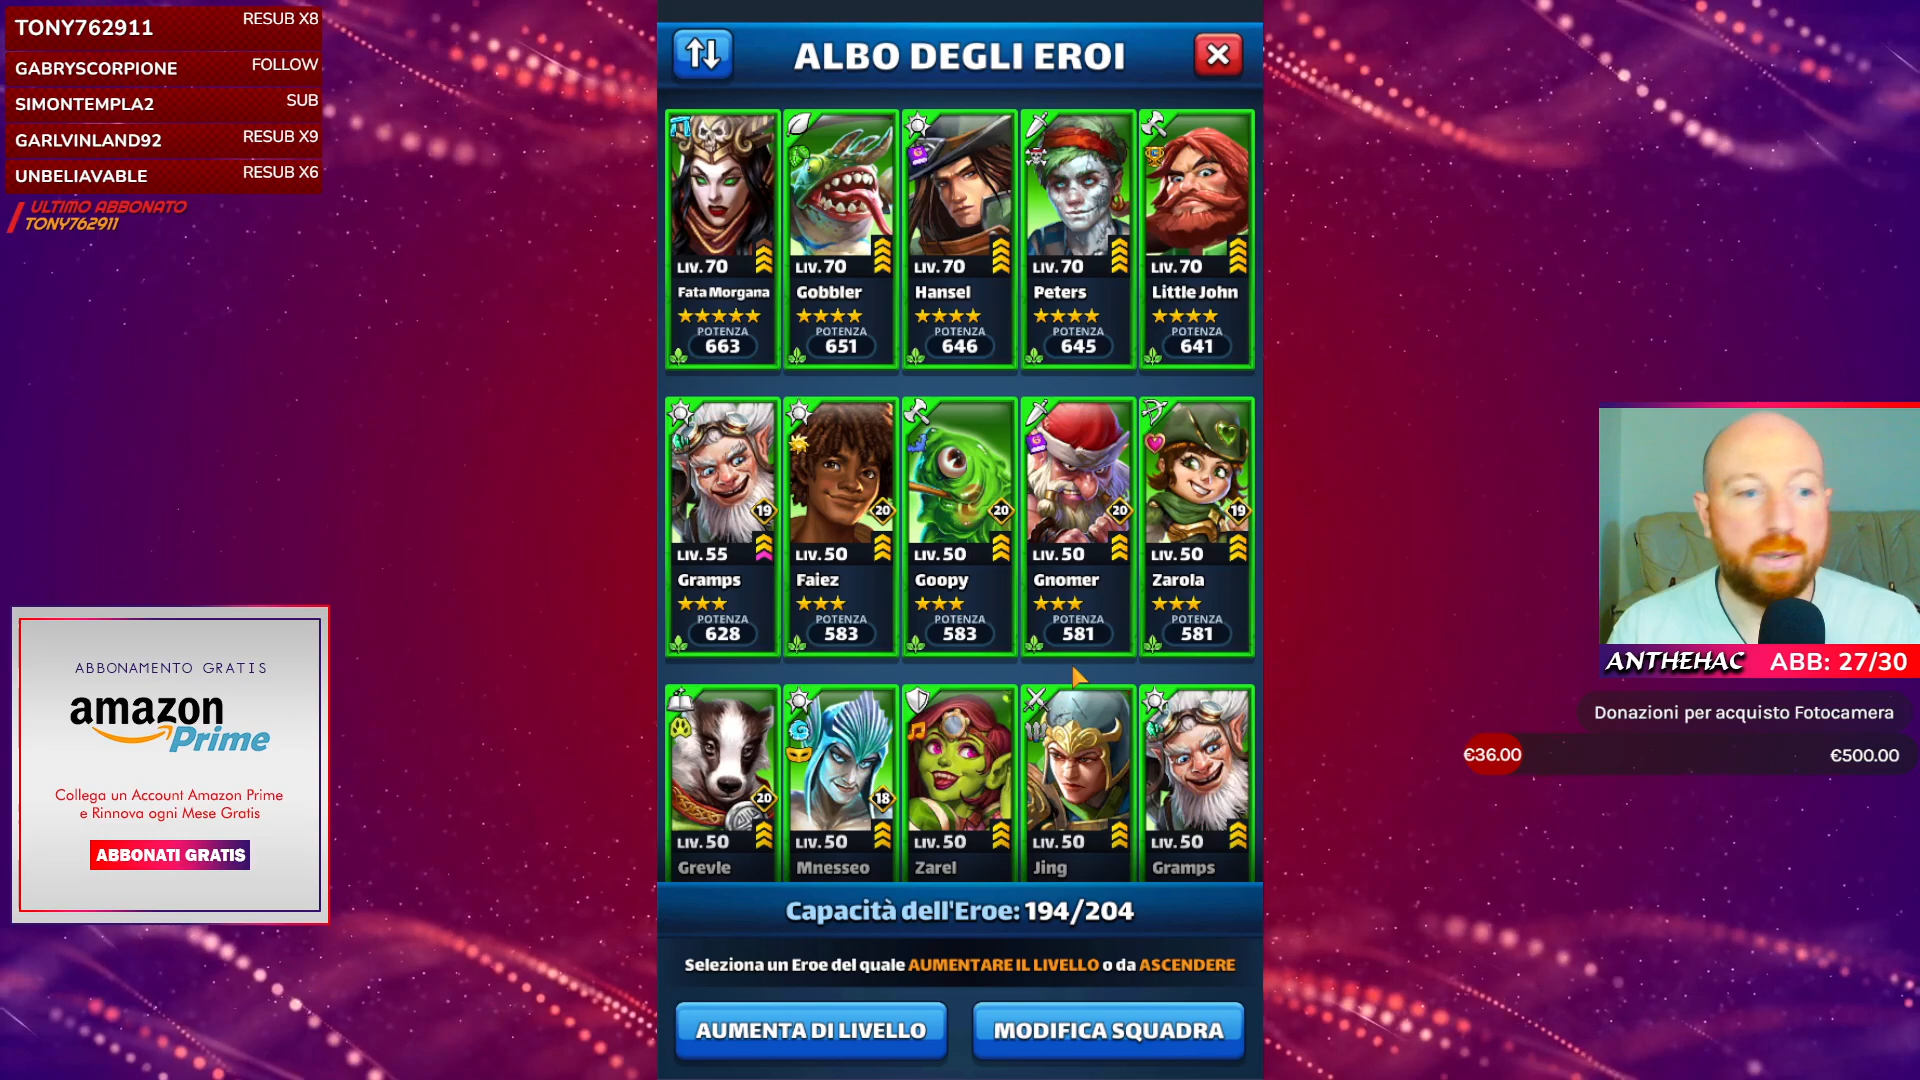 TONY762911 RESUB X8
GABRYSCORPIONE FOLLOW
SIMONTEMPLA2 SUB
GARLVINLAND92 RESUB X9
UNBELIAVABLE RESUB X6
ULTIMO ABBONATO
TONY762911
ALBO DEGLI EROI
LIV.70 LIV.70 LIV.70 LIV.70 LIV.70
Fata Morgana Gobbler Hansel Peters Little John
POTENZA POTENZA POTENZA POTENZA POTENZA
663 651 646 645 641
19 20 20 20 19
LIV.55 LIV.50 LIV.50 LIV.50 LIV.50
Gramps Faiez Goopy Gnomer Zarola
POTENZA POTENZA POTENZA POTENZA POTENZA
628 583 583 581 581
20 18
LIV.50 LIV.50 LIV.50 LIV.50 LIV.50
Grevle Mnesseo Zarel Jing Gramps
Capacità dell'Eroe: 194/204
Seleziona un Eroe del quale AUMENTARE IL LIVELLO o da ASCENDERE
AUMENTA DI LIVELLO MODIFICA SQUADRA
ABBONAMENTO GRATIS
amazon
Prime
Collega un Account Amazon Prime
e Rinnova ogni Mese Gratis
ABBONATI GRATIS
ANTHEHAC ABB: 27/30
Donazioni per acquisto Fotocamera
€36.00 €500.00